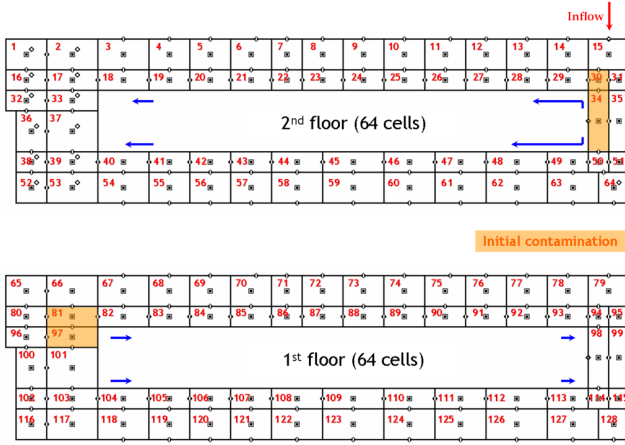 Inflow
1 2 3 4 5 6 7 8 9 10 11 12 13 14 15
16 17 18 19 20 21 22 23 24 25 26 27 28 29 30 31
32 33 34 35
36 37
2nd floor (64 cells)
38 39 40 41 42 43 44 45 46 47 48 49 50 51
52 53 54 55 56 57 58 59 60 61 62 63 64
Initial contamination
65 66 67 68 69 70 71 72 73 74 75 76 77 78 79
80 81 82 83 84 85 86 87 88 89 90 91 92 93 94 95
96 97 98 99
100 101
1st floor (64 cells)
102 103 104 105 106 107 108 109 110 111 112 113 114 115
116 117 118 119 120 121 122 123 124 125 126 127 128